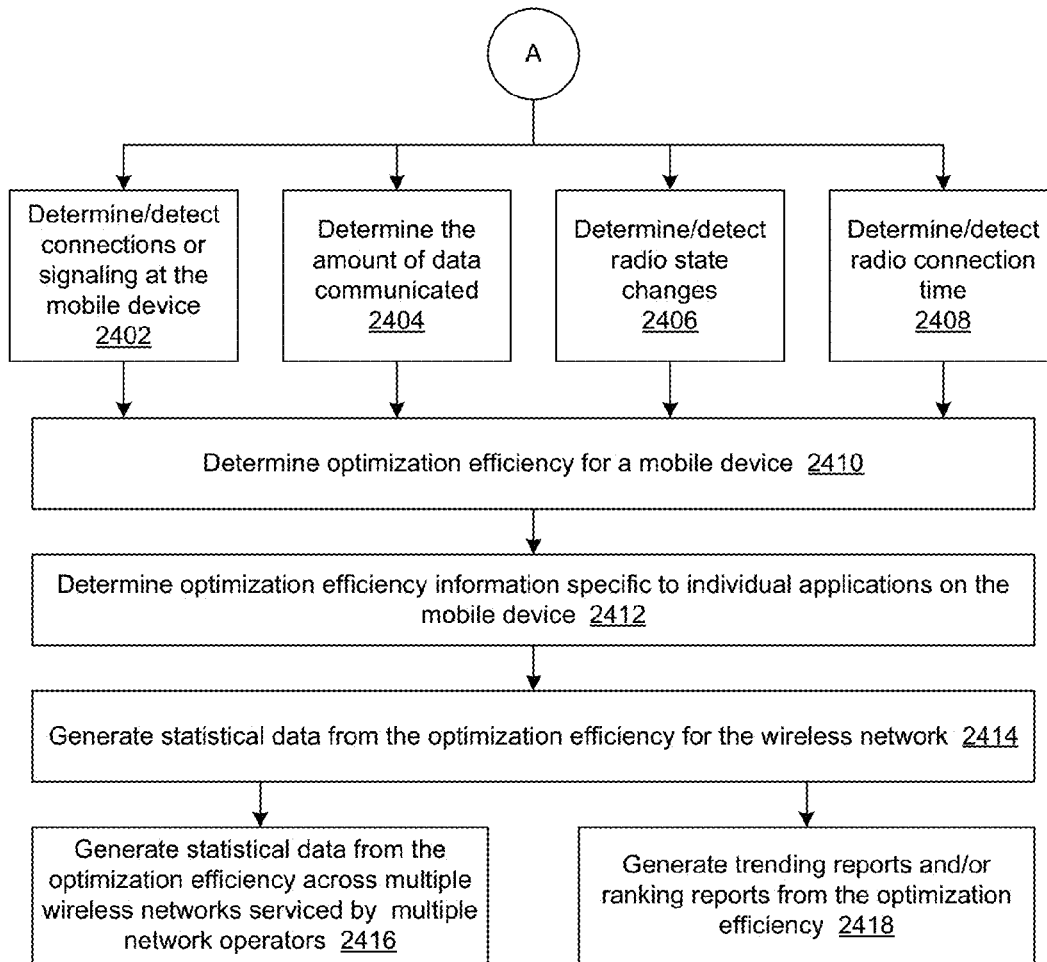 A
Determine/detect
connections or
signaling at the
mobile device
2402
Determine the
amount of data
communicated
2404
Determine/detect
radio state
changes
2406
Determine/detect
radio connection
time
2408
Determine optimization efficiency for a mobile device 2410
Determine optimization efficiency information specific to individual applications on the
mobile device 2412
Generate statistical data from the optimization efficiency for the wireless network 2414
Generate statistical data from the
optimization efficiency across multiple
wireless networks serviced by multiple
network operators 2416
Generate trending reports and/or
ranking reports from the optimization
efficiency 2418